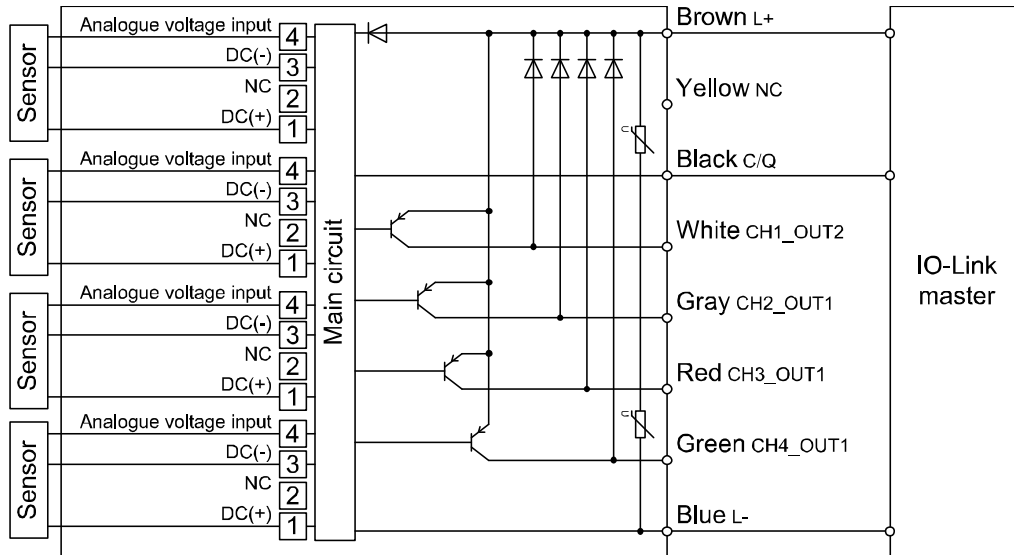 Sensor
Analogue voltage input 4
DC(-) 3
NC 2
DC(+) 1
Sensor
Analogue voltage input 4
DC(-) 3
NC 2
DC(+) 1
Sensor
Analogue voltage input 4
DC(-) 3
NC 2
DC(+) 1
Sensor
Analogue voltage input 4
DC(-) 3
NC 2
DC(+) 1
Main circuit
Brown L+
Yellow NC
U
Black C/Q
White CH1_OUT2
Gray CH2_OUT1
Red CH3_OUT1
U
Green CH4_OUT1
Blue L-
IO-Link
master